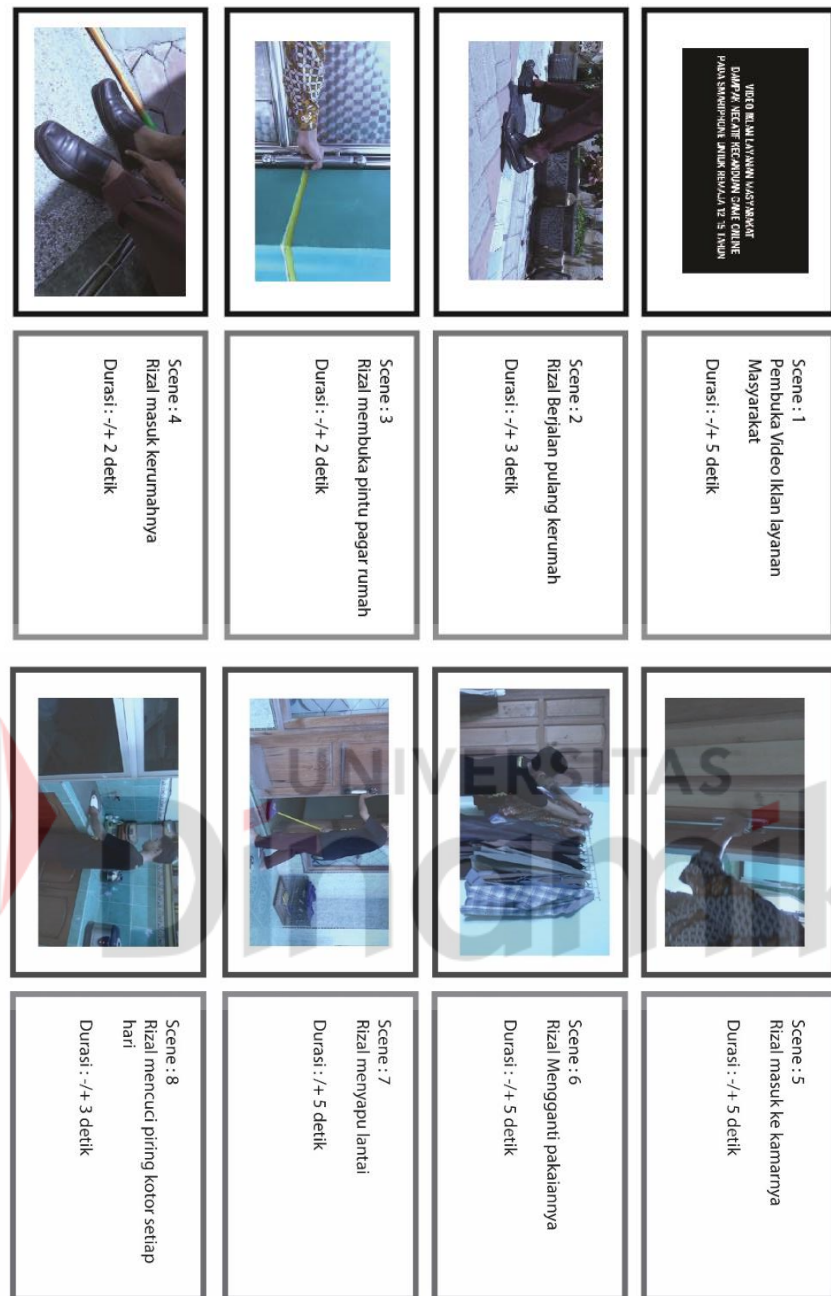 VIDEO IKLAN LAYANAN MASYARAKAT
DAMPAK NEGATIF KECANDUAN GAME ONLINE
PADA SMARTPHONE UNTUK REMAJA 12-15 TAHUN
Scene : 1
Pembuka Video Iklan layanan
Masyarakat
Durasi : -/+ 5 detik
Scene : 2
Rizal Berjalan pulang kerumah
Durasi : -/+ 3 detik
Scene : 3
Rizal membuka pintu pagar rumah
Durasi : -/+ 2 detik
Scene : 4
Rizal masuk kerumahnya
Durasi : -/+ 2 detik
Scene : 5
Rizal masuk ke kamarnya
Durasi : -/+ 5 detik
Scene : 6
Rizal Mengganti pakaiannya
Durasi : -/+ 5 detik
Scene : 7
Rizal menyapu lantai
Durasi : /+ 5 detik
Scene : 8
Rizal mencuci piring kotor setiap
hari
Durasi : -/+ 3 detik
UNIVERSITAS
Dinamik